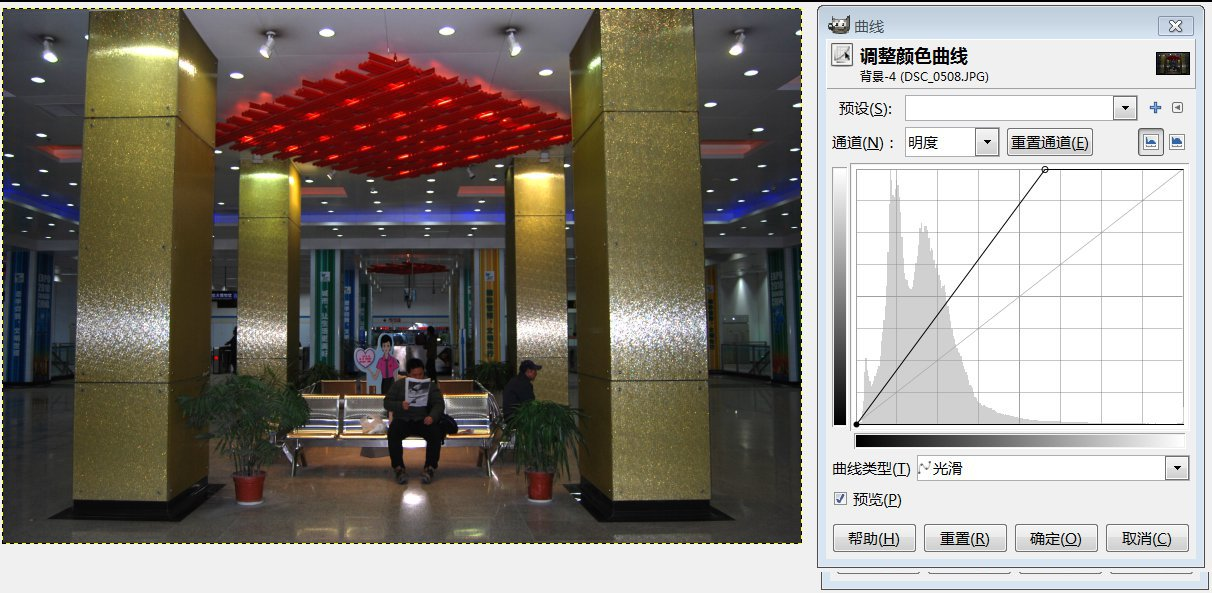 曲线
调整颜色曲线
背景-4 (DSC_0508.JPG)
预设(S):
通道(N)： 明度 重置通道(E)
曲线类型(T) 光滑
预览(P)
帮助(H) 重置(R) 确定(O) 取消(C)